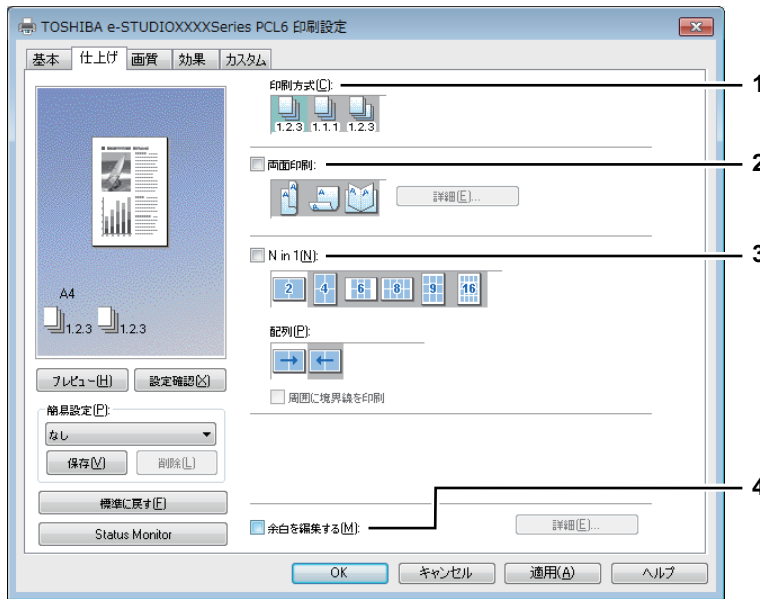 TOSHIBA e-STUDIOXXXXSeries PCL6 印刷設定
基本 仕上げ 画質 効果 カスタム
A4
1.2.3 1.2.3
プレビュー(H) 設定確認(X)
簡易設定(P):
なし
保存(V) 削除(L)
標準に戻す(F)
Status Monitor
印刷方式(C):
1.2.3 1.1.1 1.2.3
1
両面印刷:
2
A A A A
詳細(E)...
N in 1(N):
3
2 4 6 8 9 16
配列(P):
周囲に境界線を印刷
余白を編集する(M):
4
詳細(E)...
OK キャンセル 適用(A) ヘルプ